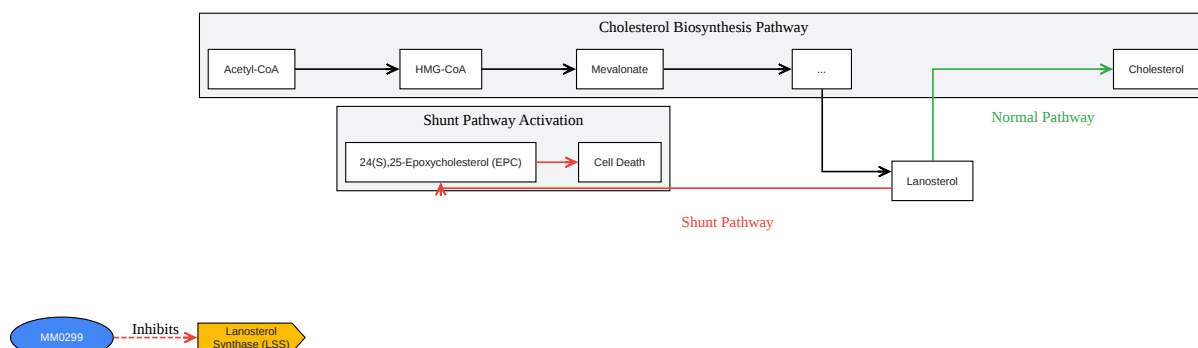 Cholesterol Biosynthesis Pathway
Acetyl-CoA
HMG-CoA
Mevalonate
...
Cholesterol
Shunt Pathway Activation
Normal Pathway
24(S),25-Epoxycholesterol (EPC)
Cell Death
Lanosterol
Shunt Pathway
MM0299
Inhibits
Lanosterol
Synthase (LSS)